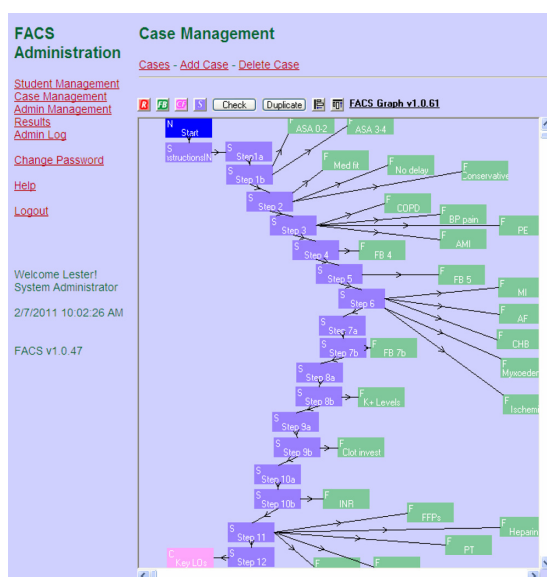 FACS
Administration
Student Management
Case Management
Admin Management
Results
Admin Log
Change Password
Help
Logout
Welcome Lester!
System Administrator
2/7/2011 10:02:26 AM
FACS v1.0.47
Case Management
Cases - Add Case - Delete Case
R FB S Check Duplicate FACS Graph v1.0.61
N
Start
F
ASA 0-2
F
ASA 3-4
S
nstructionsIN
S
Step1a
S
Step 1b
F
Med fit
F
No delay
F
Conservative
S
Step 2
F
COPD
F
BP pain
F
PE
S
Step 3
F
AMI
S
Step 4
F
FB 4
S
Step 5
F
FB 5
S
Step 6
F
MI
F
AF
S
Step 7a
F
CHB
S
Step 7b
F
FB 7b
F
Myxoeder
S
Step 8a
S
Step 8b
F
K+ Levels
F
Ischem
S
Step 9a
S
Step 9b
F
Clot invest
S
Step 10a
S
Step 10b
F
INR
F
FFPs
S
Step 11
F
Heparin
F
PT
C
Key LOs
S
Step 12
F
F